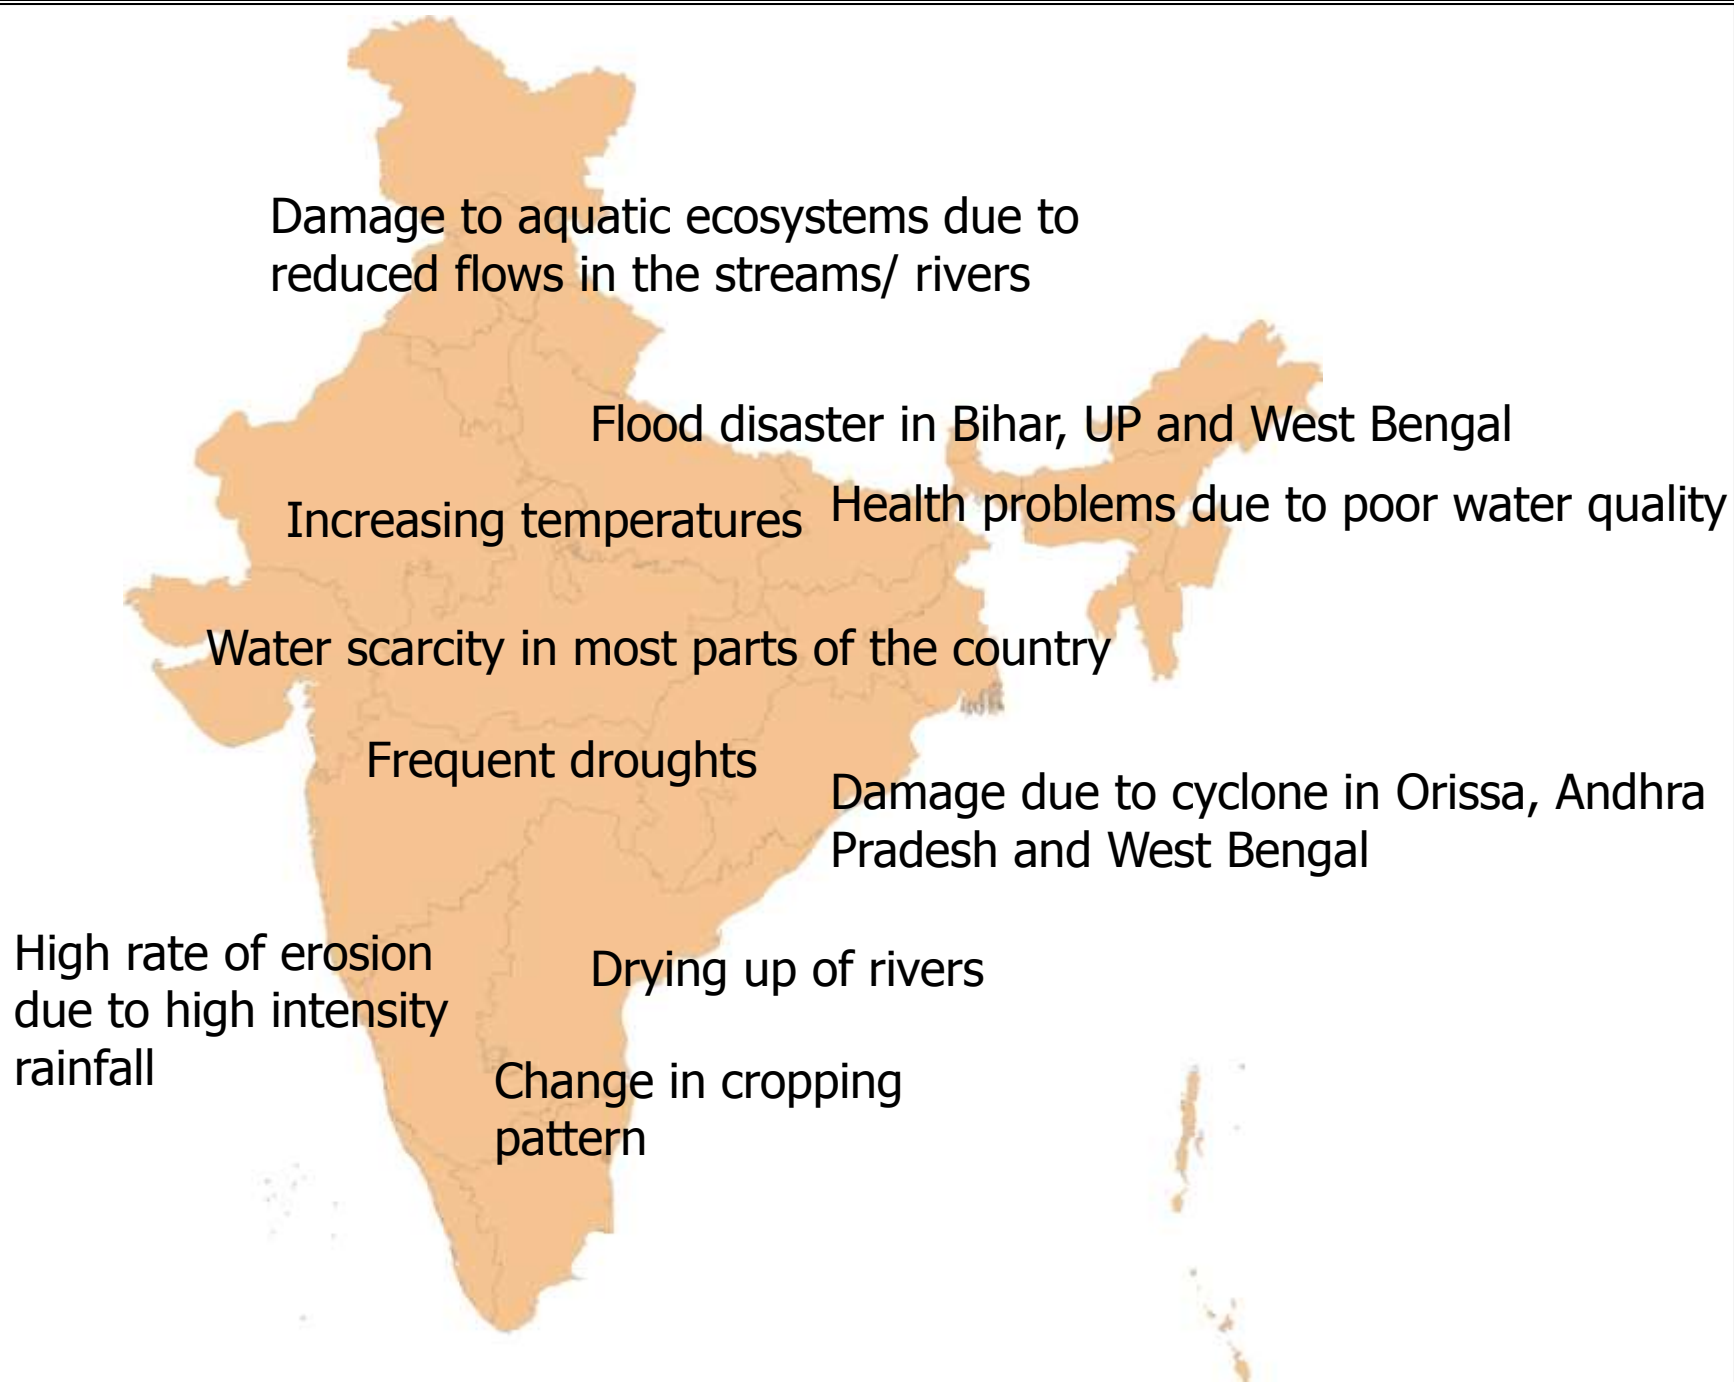 Damage to aquatic ecosystems due to
reduced flows in the streams/ rivers
Flood disaster in Bihar, UP and West Bengal
Increasing temperatures
Health problems due to poor water quality
Water scarcity in most parts of the country
Frequent droughts
Damage due to cyclone in Orissa, Andhra
Pradesh and West Bengal
High rate of erosion
due to high intensity
rainfall
Drying up of rivers
Change in cropping
pattern